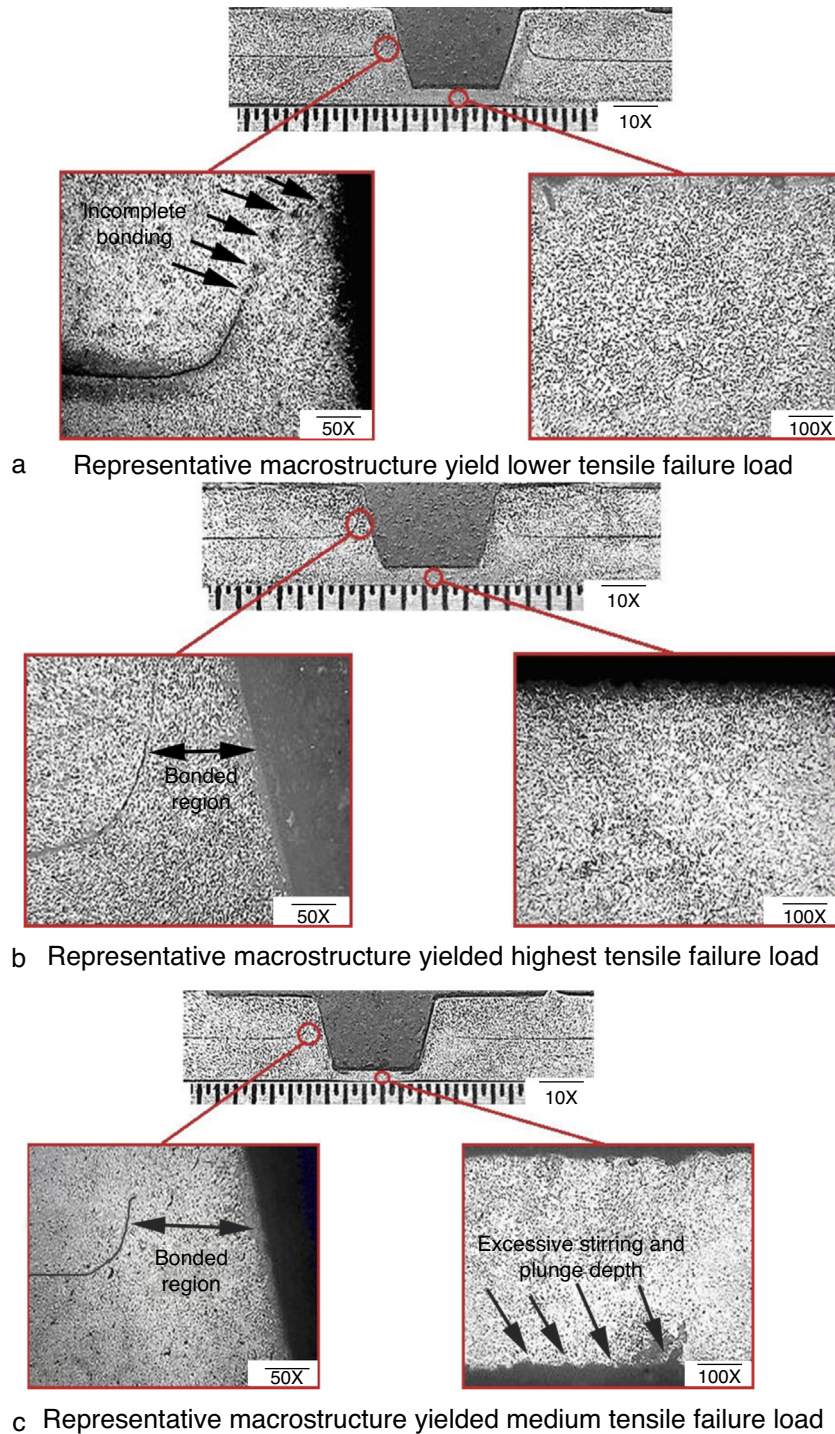 10X
Incomplete
bonding
50X
100X
a Representative macrostructure yield lower tensile failure load
10X
Bonded
region
50X
100X
b Representative macrostructure yielded highest tensile failure load
10X
Bonded
region
50X
Excessive stirring and
plunge depth
100X
c Representative macrostructure yielded medium tensile failure load